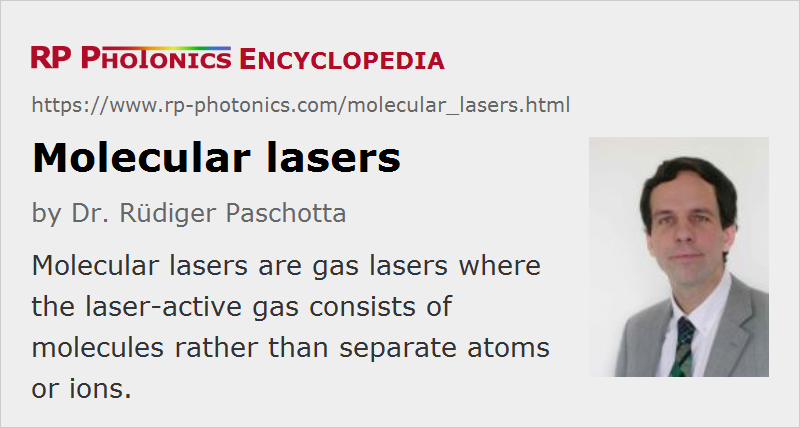 RP PHOTONICS ENCYCLOPEDIA
https://www.rp-photonics.com/molecular_lasers.html
Molecular lasers
by Dr. Rüdiger Paschotta
Molecular lasers are gas lasers where
the laser-active gas consists of
molecules rather than separate atoms
or ions.